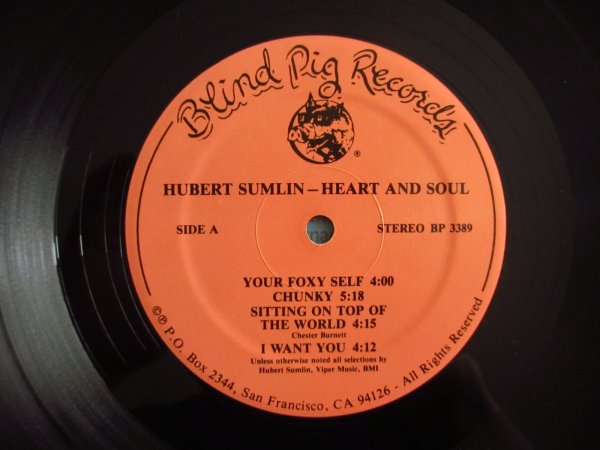 Blind Pig Records
®
HUBERT SUMLIN – HEART AND SOUL
SIDE A
STEREO BP 3389
YOUR FOXY SELF 4:00
CHUNKY 5:18
SITTING ON TOP OF
THE WORLD 4:15
Chester Burnett
I WANT YOU 4:12
Unless otherwise noted all selections by
Hubert Sumlin, Viper Music, BMI
©℗ P.O. Box 2344, San Francisco, CA 94126 - All Rights Reserved